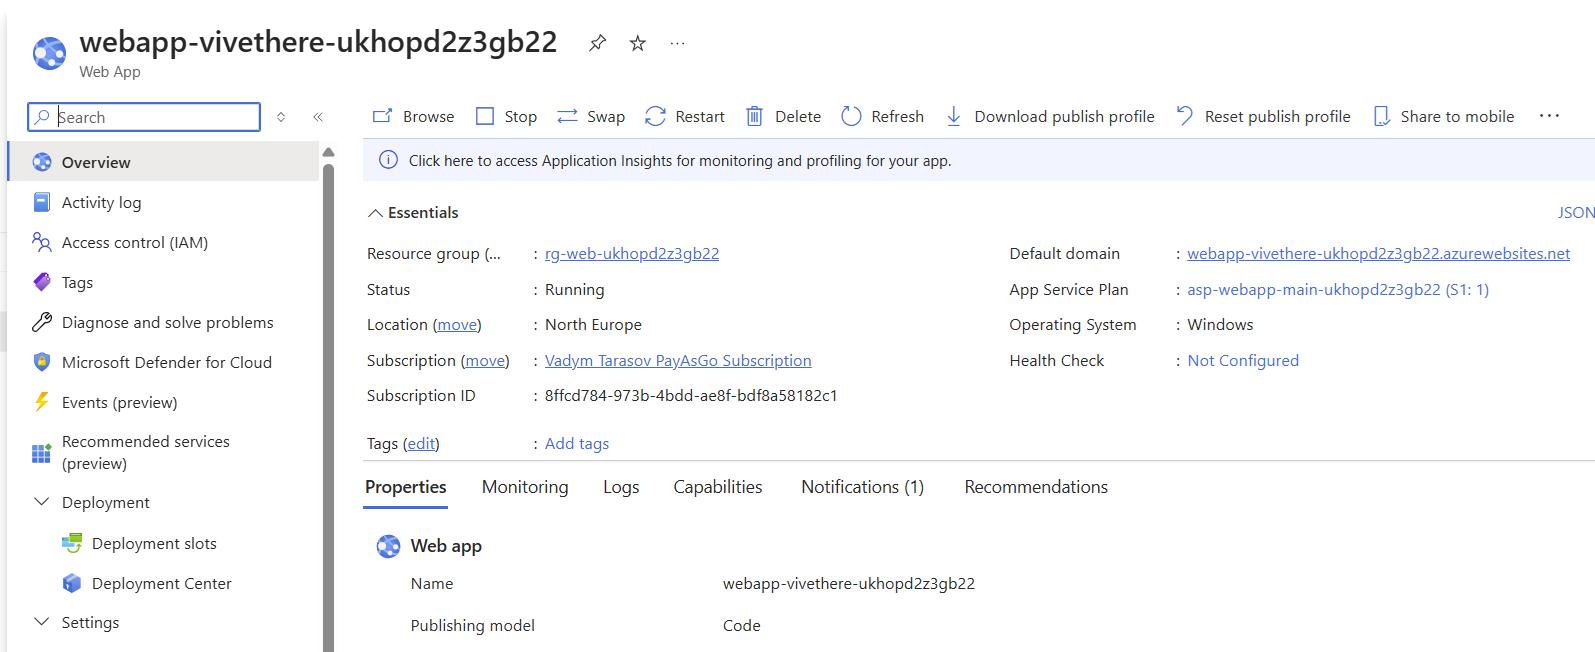 webapp-vivethere-ukhopd2z3gb22
Web App
Search
Browse Stop Swap Restart Delete Refresh Download publish profile Reset publish profile Share to mobile
Overview
Activity log
Access control (IAM)
Tags
Diagnose and solve problems
Microsoft Defender for Cloud
Events (preview)
Recommended services
(preview)
Deployment
Deployment slots
Deployment Center
Settings
Click here to access Application Insights for monitoring and profiling for your app.
Essentials
JSON
Resource group (... : rg-web-ukhopd2z3gb22
Status : Running
Location (move) : North Europe
Subscription (move) : Vadym Tarasov PayAsGo Subscription
Subscription ID : 8ffcd784-973b-4bdd-ae8f-bdf8a58182c1
Default domain : webapp-vivethere-ukhopd2z3gb22.azurewebsites.net
App Service Plan : asp-webapp-main-ukhopd2z3gb22 (S1: 1)
Operating System : Windows
Health Check : Not Configured
Tags (edit) : Add tags
Properties Monitoring Logs Capabilities Notifications (1) Recommendations
Web app
Name webapp-vivethere-ukhopd2z3gb22
Publishing model Code